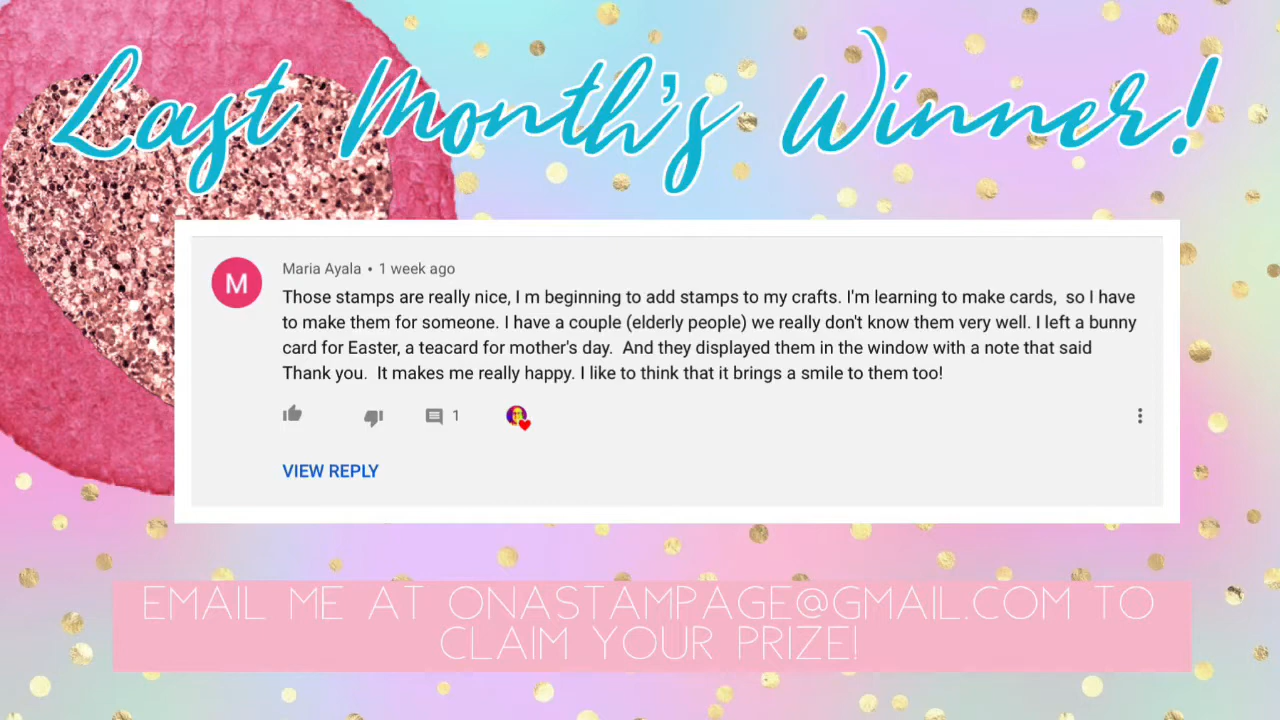 Last Month's Winner!
M
Maria Ayala • 1 week ago
Those stamps are really nice, I m beginning to add stamps to my crafts. I'm learning to make cards,  so I have
to make them for someone. I have a couple (elderly people) we really don't know them very well. I left a bunny
card for Easter, a teacard for mother's day.  And they displayed them in the window with a note that said
Thank you.  It makes me really happy. I like to think that it brings a smile to them too!
1
VIEW REPLY
EMAIL ME AT ONASTAMPAGE@GMAIL.COM TO
CLAIM YOUR PRIZE!